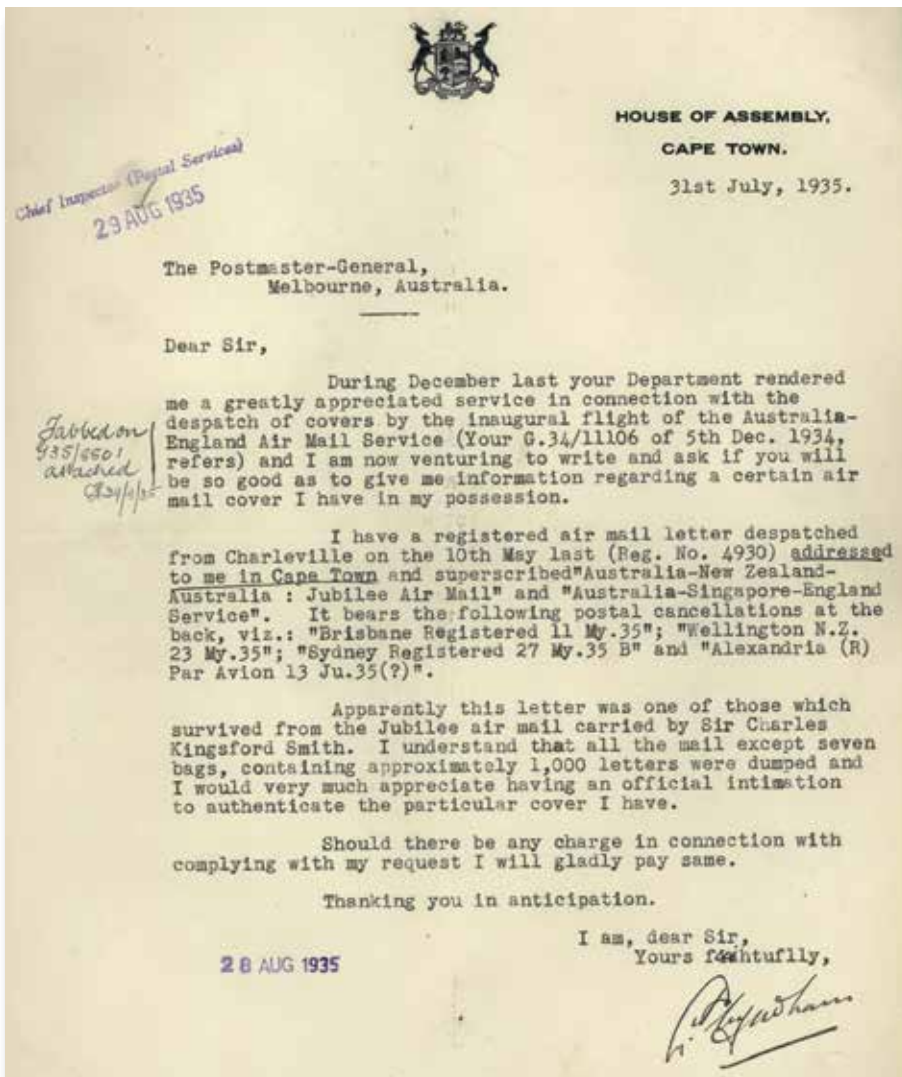 HOUSE OF ASSEMBLY,
CAPE TOWN.
31st July, 1935.
Chief Inspector (Postal Services)
29 AUG 1935
The Postmaster-General,
Melbourne, Australia.
Dear Sir,
During December last your Department rendered
me a greatly appreciated service in connection with the
despatch of covers by the inaugural flight of the Australia-
England Air Mail Service (Your G.34/11106 of 5th Dec. 1934,
refers) and I am now venturing to write and ask if you will
be so good as to give me information regarding a certain air
mail cover I have in my possession.
attached
I have a registered air mail letter despatched
from Charleville on the 10th May last (Reg. No. 4930) addressed
to me in Cape Town and superscribed"Australia-New Zealand-
Australia : Jubilee Air Mail" and "Australia-Singapore-England
Service". It bears the following postal cancellations at the
back, viz.: "Brisbane Registered 11 My.35"; "Wellington N.Z.
23 My.35"; "Sydney Registered 27 My.35 B" and "Alexandria (R)
Par Avion 13 Ju.35(?)".
Apparently this letter was one of those which
survived from the Jubilee air mail carried by Sir Charles
Kingsford Smith. I understand that all the mail except seven
bags, containing approximately 1,000 letters were dumped and
I would very much appreciate having an official intimation
to authenticate the particular cover I have.
Should there be any charge in connection with
complying with my request I will gladly pay same.
Thanking you in anticipation.
I am, dear Sir,
Yours
28 AUG 1935